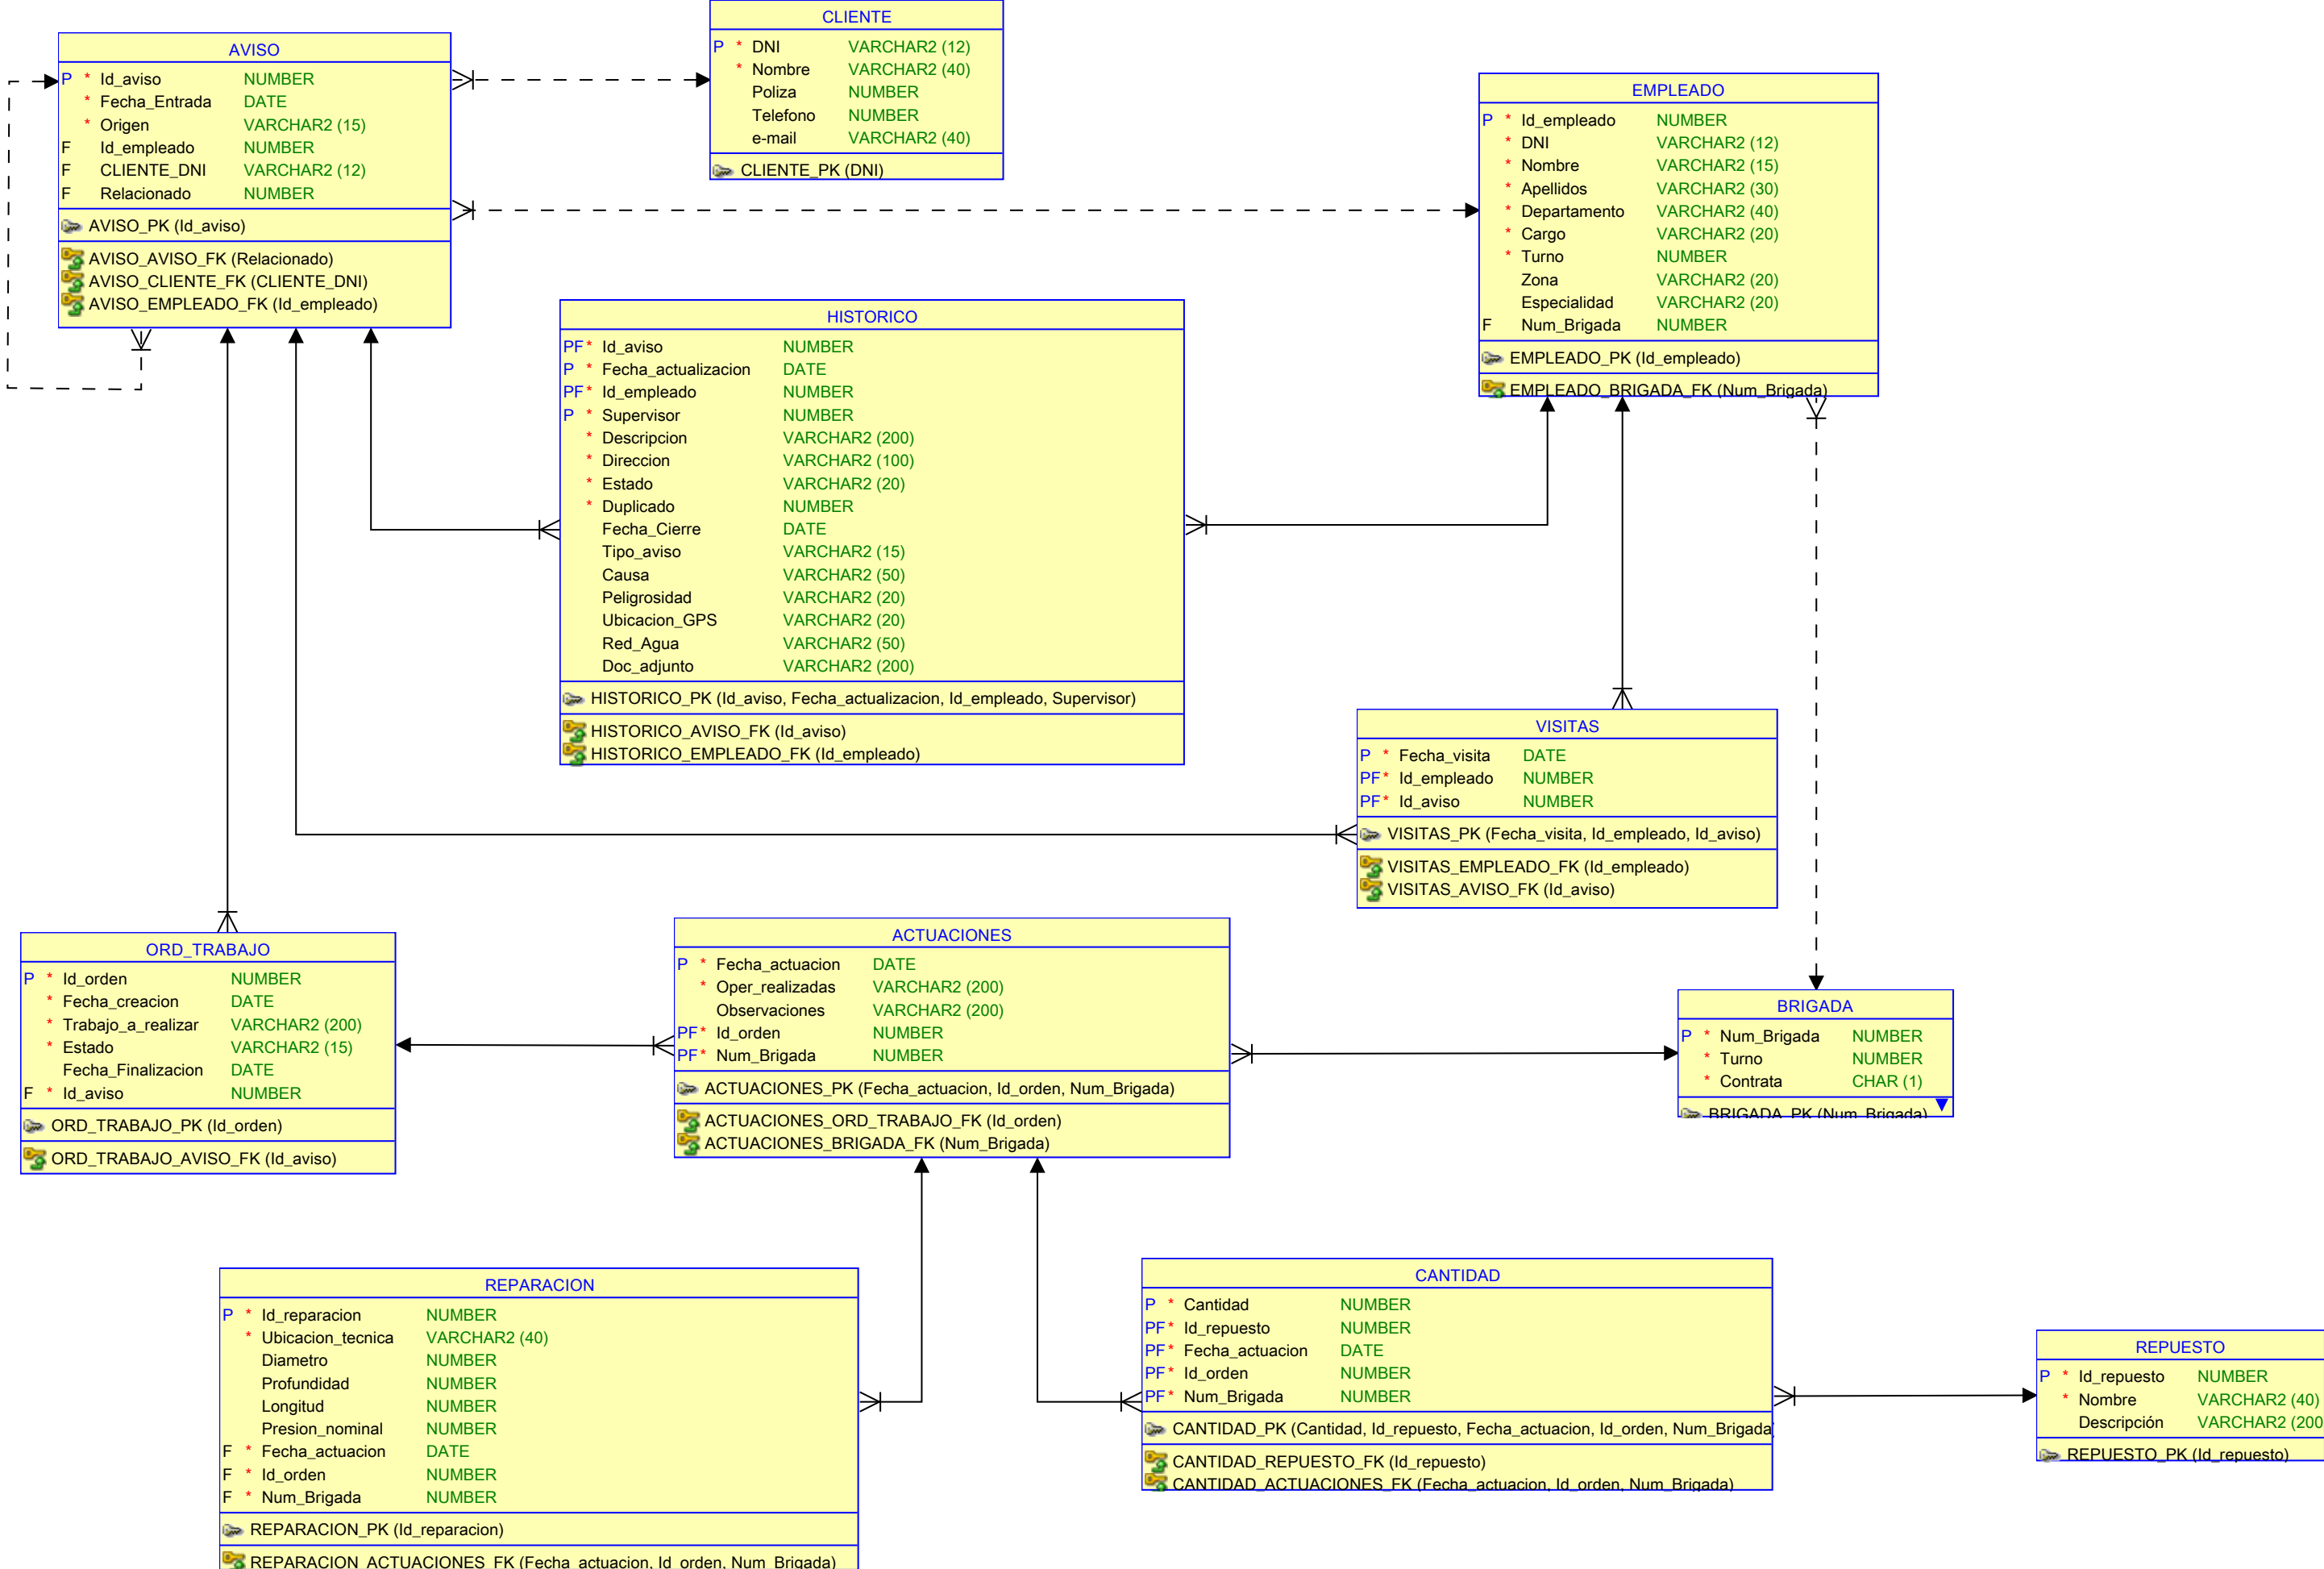 CLIENTE
P * DNI VARCHAR2 (12)
* Nombre VARCHAR2 (40)
Poliza NUMBER
Telefono NUMBER
e-mail VARCHAR2 (40)
CLIENTE_PK (DNI)
AVISO
P * Id_aviso NUMBER
* Fecha_Entrada DATE
* Origen VARCHAR2 (15)
F Id_empleado NUMBER
F CLIENTE_DNI VARCHAR2 (12)
F Relacionado NUMBER
AVISO_PK (Id_aviso)
AVISO_AVISO_FK (Relacionado)
AVISO_CLIENTE_FK (CLIENTE_DNI)
AVISO_EMPLEADO_FK (Id_empleado)
EMPLEADO
P * Id_empleado NUMBER
* DNI VARCHAR2 (12)
* Nombre VARCHAR2 (15)
* Apellidos VARCHAR2 (30)
* Departamento VARCHAR2 (40)
* Cargo VARCHAR2 (20)
* Turno NUMBER
Zona VARCHAR2 (20)
Especialidad VARCHAR2 (20)
F Num_Brigada NUMBER
EMPLEADO_PK (Id_empleado)
EMPLEADO_BRIGADA_FK (Num_Brigada)
HISTORICO
PF * Id_aviso NUMBER
P * Fecha_actualizacion DATE
PF * Id_empleado NUMBER
P * Supervisor NUMBER
* Descripcion VARCHAR2 (200)
* Direccion VARCHAR2 (100)
* Estado VARCHAR2 (20)
* Duplicado NUMBER
Fecha_Cierre DATE
Tipo_aviso VARCHAR2 (15)
Causa VARCHAR2 (50)
Peligrosidad VARCHAR2 (20)
Ubicacion_GPS VARCHAR2 (20)
Red_Agua VARCHAR2 (50)
Doc_adjunto VARCHAR2 (200)
HISTORICO_PK (Id_aviso, Fecha_actualizacion, Id_empleado, Supervisor)
HISTORICO_AVISO_FK (Id_aviso)
HISTORICO_EMPLEADO_FK (Id_empleado)
VISITAS
P * Fecha_visita DATE
PF * Id_empleado NUMBER
PF * Id_aviso NUMBER
VISITAS_PK (Fecha_visita, Id_empleado, Id_aviso)
VISITAS_EMPLEADO_FK (Id_empleado)
VISITAS_AVISO_FK (Id_aviso)
ORD_TRABAJO
P * Id_orden NUMBER
* Fecha_creacion DATE
* Trabajo_a_realizar VARCHAR2 (200)
* Estado VARCHAR2 (15)
Fecha_Finalizacion DATE
F * Id_aviso NUMBER
ORD_TRABAJO_PK (Id_orden)
ORD_TRABAJO_AVISO_FK (Id_aviso)
ACTUACIONES
P * Fecha_actuacion DATE
* Oper_realizadas VARCHAR2 (200)
Observaciones VARCHAR2 (200)
PF * Id_orden NUMBER
PF * Num_Brigada NUMBER
ACTUACIONES_PK (Fecha_actuacion, Id_orden, Num_Brigada)
ACTUACIONES_ORD_TRABAJO_FK (Id_orden)
ACTUACIONES_BRIGADA_FK (Num_Brigada)
BRIGADA
P * Num_Brigada NUMBER
* Turno NUMBER
* Contrata CHAR (1)
BRIGADA_PK (Num_Brigada)
REPARACION
P * Id_reparacion NUMBER
* Ubicacion_tecnica VARCHAR2 (40)
Diametro NUMBER
Profundidad NUMBER
Longitud NUMBER
Presion_nominal NUMBER
F * Fecha_actuacion DATE
F * Id_orden NUMBER
F * Num_Brigada NUMBER
REPARACION_PK (Id_reparacion)
REPARACION_ACTUACIONES_FK (Fecha_actuacion, Id_orden, Num_Brigada)
CANTIDAD
P * Cantidad NUMBER
PF * Id_repuesto NUMBER
PF * Fecha_actuacion DATE
PF * Id_orden NUMBER
PF * Num_Brigada NUMBER
CANTIDAD_PK (Cantidad, Id_repuesto, Fecha_actuacion, Id_orden, Num_Brigada
CANTIDAD_REPUESTO_FK (Id_repuesto)
CANTIDAD_ACTUACIONES_FK (Fecha_actuacion, Id_orden, Num_Brigada)
REPUESTO
P * Id_repuesto NUMBER
* Nombre VARCHAR2 (40)
Descripción VARCHAR2 (200
REPUESTO_PK (Id_repuesto)